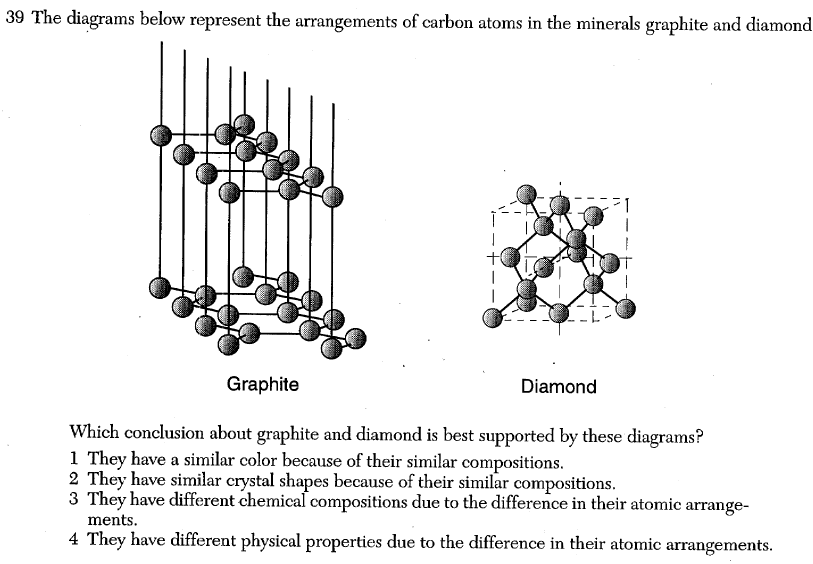 39 The diagrams below represent the arrangements of carbon atoms in the minerals graphite and diamond
Graphite
Diamond
Which conclusion about graphite and diamond is best supported by these diagrams?
1 They have a similar color because of their similar compositions.
2 They have similar crystal shapes because of their similar compositions.
3 They have different chemical compositions due to the difference in their atomic arrange-
ments.
4 They have different physical properties due to the difference in their atomic arrangements.